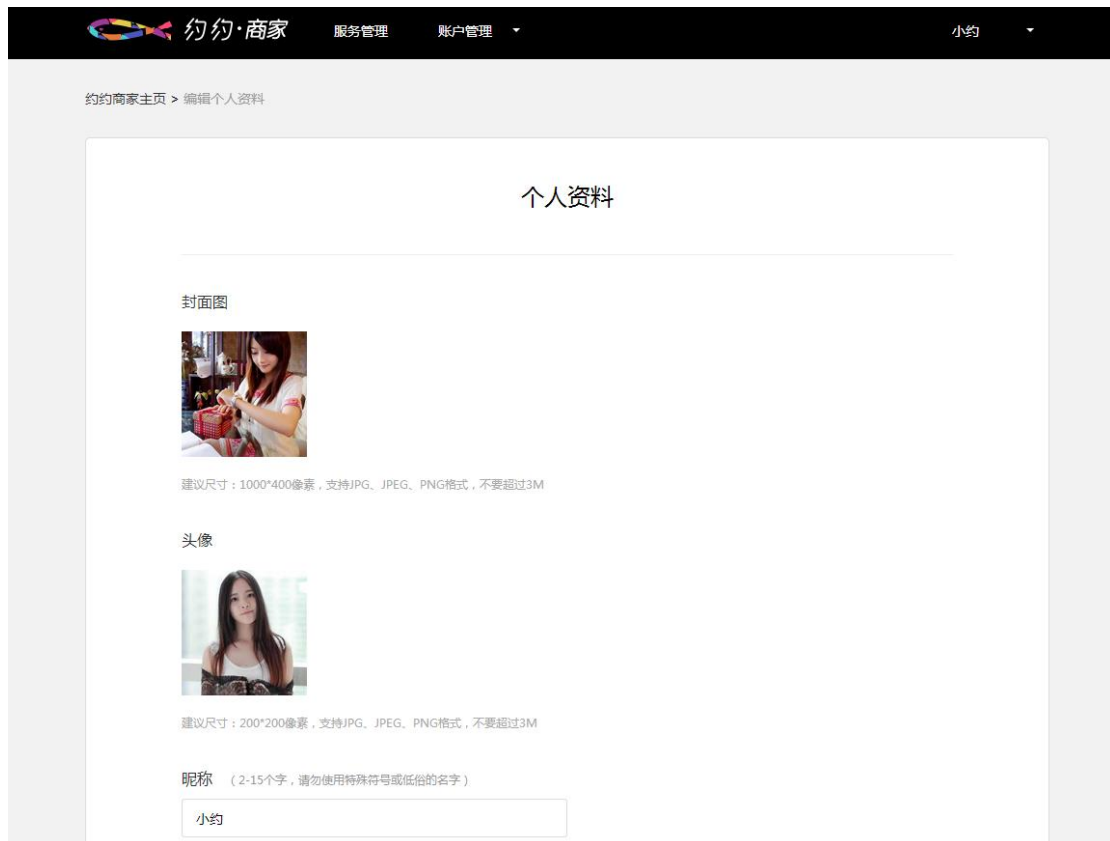 约约·商家 服务管理 账户管理 小约
约约商家主页 > 编辑个人资料
个人资料
封面图
建议尺寸：1000*400像素，支持JPG、JPEG、PNG格式，不要超过3M
头像
建议尺寸：200*200像素，支持JPG、JPEG、PNG格式，不要超过3M
昵称 （2-15个字，请勿使用特殊符号或低俗的名字）
小约